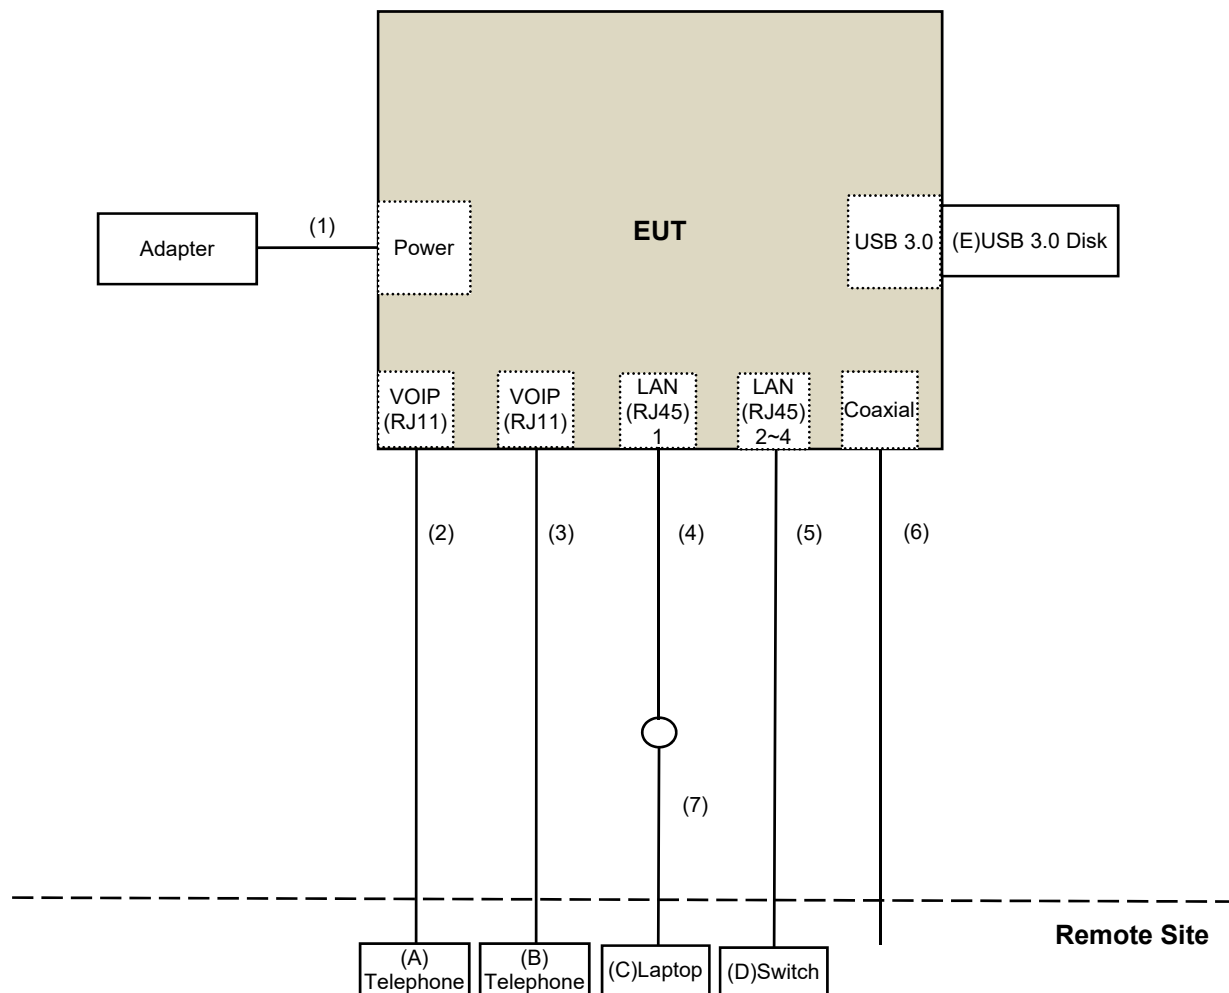 EUT
(1)
Adapter
Power
USB 3.0
(E)USB 3.0 Disk
VOIP
(RJ11)
VOIP
(RJ11)
LAN
(RJ45)
1
LAN
(RJ45)
2~4
Coaxial
(2)
(3)
(4)
(5)
(6)
(7)
Remote Site
(A)
Telephone
(B)
Telephone
(C)Laptop
(D)Switch